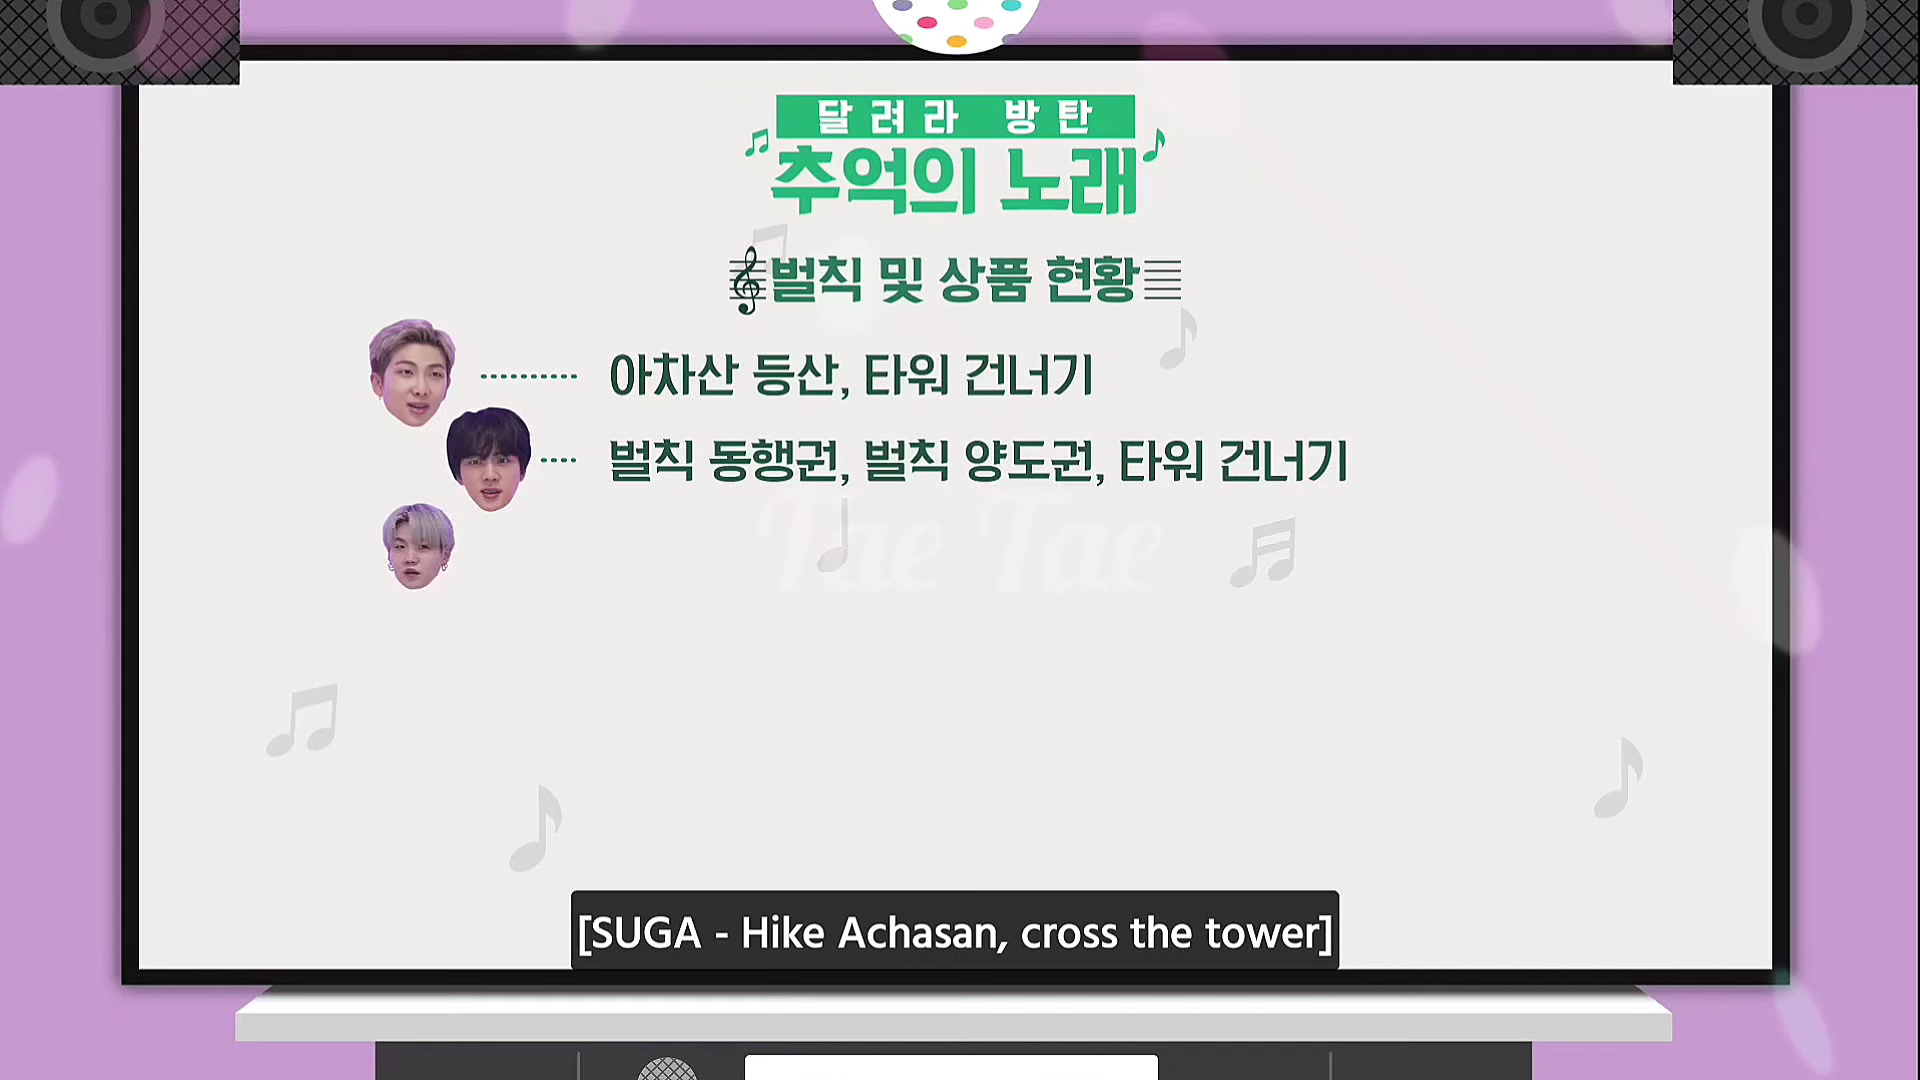 달려라 방탄
추억의 노래
벌칙 및 상품 현황
아차산 등산, 타워 건너기
벌칙 동행권, 벌칙 양도권, 타워 건너기
Tae Tae
[SUGA - Hike Achasan, cross the tower]